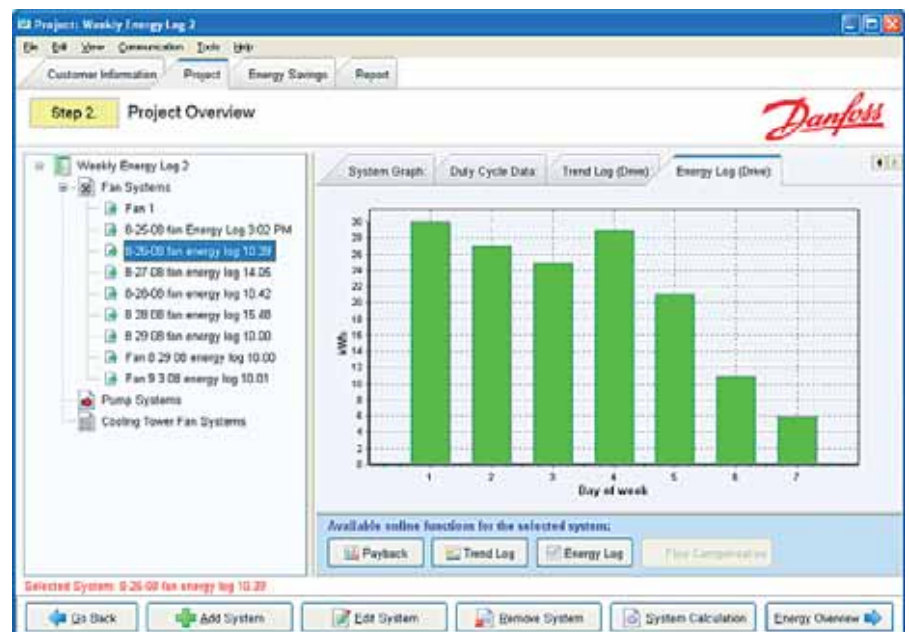 Project: Weekly Energy Log 2
File Edit View Communication Tools Help
Customer Information Project Energy Savings Report
Step 2. Project Overview
Danfoss
Weekly Energy Log 2
Fan Systems
Fan 1
8-25-08 fan Energy Log 3:02 PM
8-26-08 fan energy log 10.39
8-27-08 fan energy log 14.05
8-28-08 fan energy log 10.42
8 28 08 fan energy log 15.48
8 29 08 fan energy log 10.00
Fan 8 29 08 energy log 10.00
Fan 9 3 08 energy log 10.01
Pump Systems
Cooling Tower Fan Systems
System Graph Duty Cycle Data Trend Log (Drive) Energy Log (Drive)
30
28
26
24
22
20
18
16
14
12
10
8
6
4
2
0
kWh
1 2 3 4 5 6 7
Day of week
Available online functions for the selected system:
Payback Trend Log Energy Log Flow Compensation
Selected System: 8-26-08 fan energy log 10.39
Go Back Add System Edit System Remove System System Calculation Energy Overview